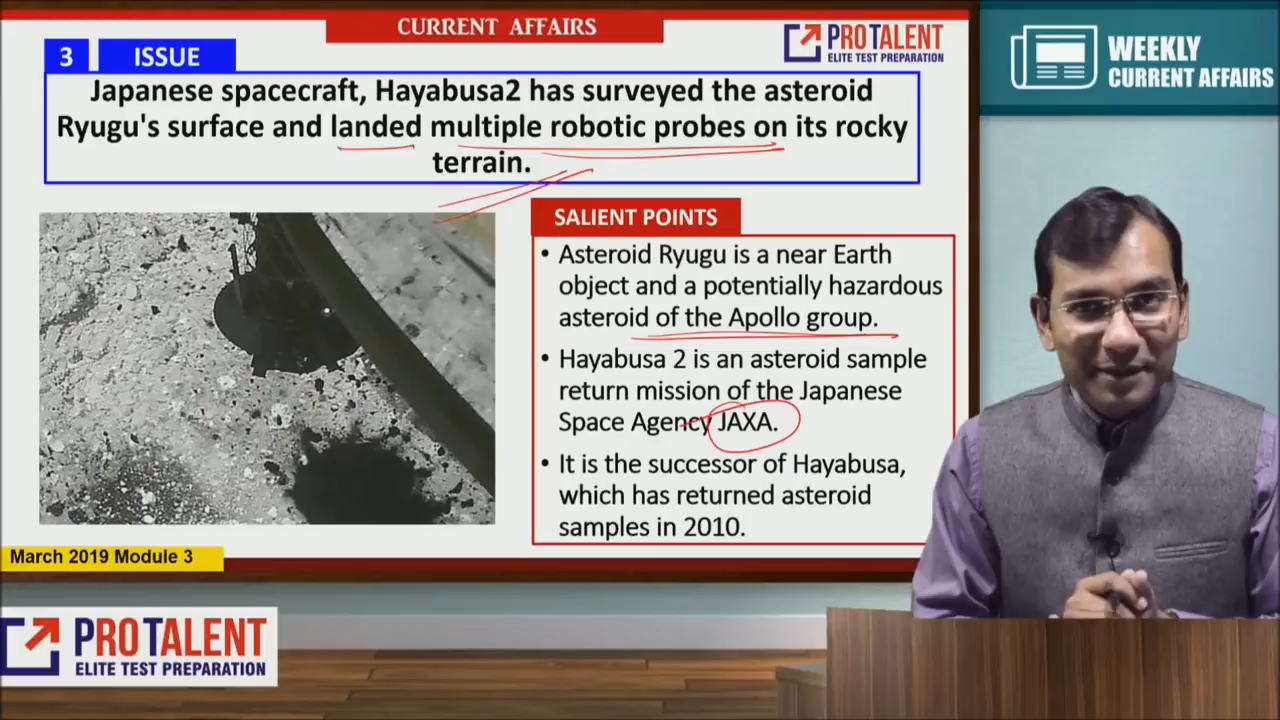 CURRENT AFFAIRS
PROTALENT
ELITE TEST PREPARATION
WEEKLY
CURRENT AFFAIRS
3
ISSUE
Japanese spacecraft, Hayabusa2 has surveyed the asteroid
Ryugu's surface and landed multiple robotic probes on its rocky
terrain.
SALIENT POINTS
• Asteroid Ryugu is a near Earth
object and a potentially hazardous
asteroid of the Apollo group.
• Hayabusa 2 is an asteroid sample
return mission of the Japanese
Space Agency JAXA.
• It is the successor of Hayabusa,
which has returned asteroid
samples in 2010.
March 2019 Module 3
PROTALENT
ELITE TEST PREPARATION